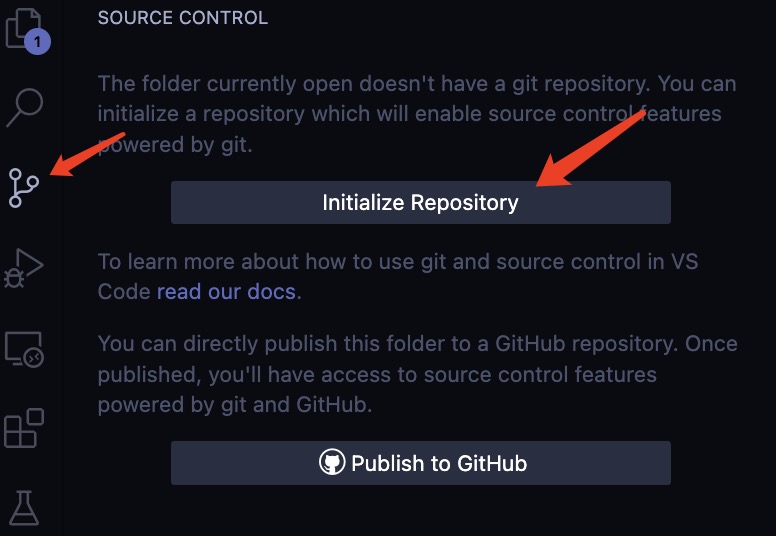 SOURCE CONTROL
1
The folder currently open doesn't have a git repository. You can
initialize a repository which will enable source control features
powered by git.
Initialize Repository
To learn more about how to use git and source control in VS
Code read our docs.
You can directly publish this folder to a GitHub repository. Once
published, you'll have access to source control features
powered by git and GitHub.
Publish to GitHub